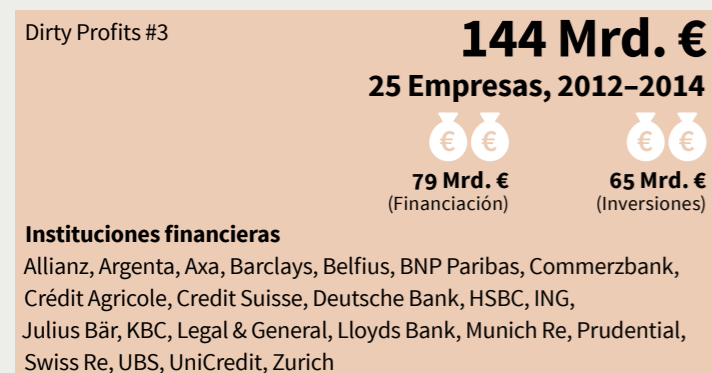 Dirty Profits #3
144 Mrd. €
25 Empresas, 2012–2014
€ € € €
79 Mrd. € 65 Mrd. €
(Financiación) (Inversiones)
Instituciones financieras
Allianz, Argenta, Axa, Barclays, Belfius, BNP Paribas, Commerzbank,
Crédit Agricole, Credit Suisse, Deutsche Bank, HSBC, ING,
Julius Bär, KBC, Legal & General, Lloyds Bank, Munich Re, Prudential,
Swiss Re, UBS, UniCredit, Zurich